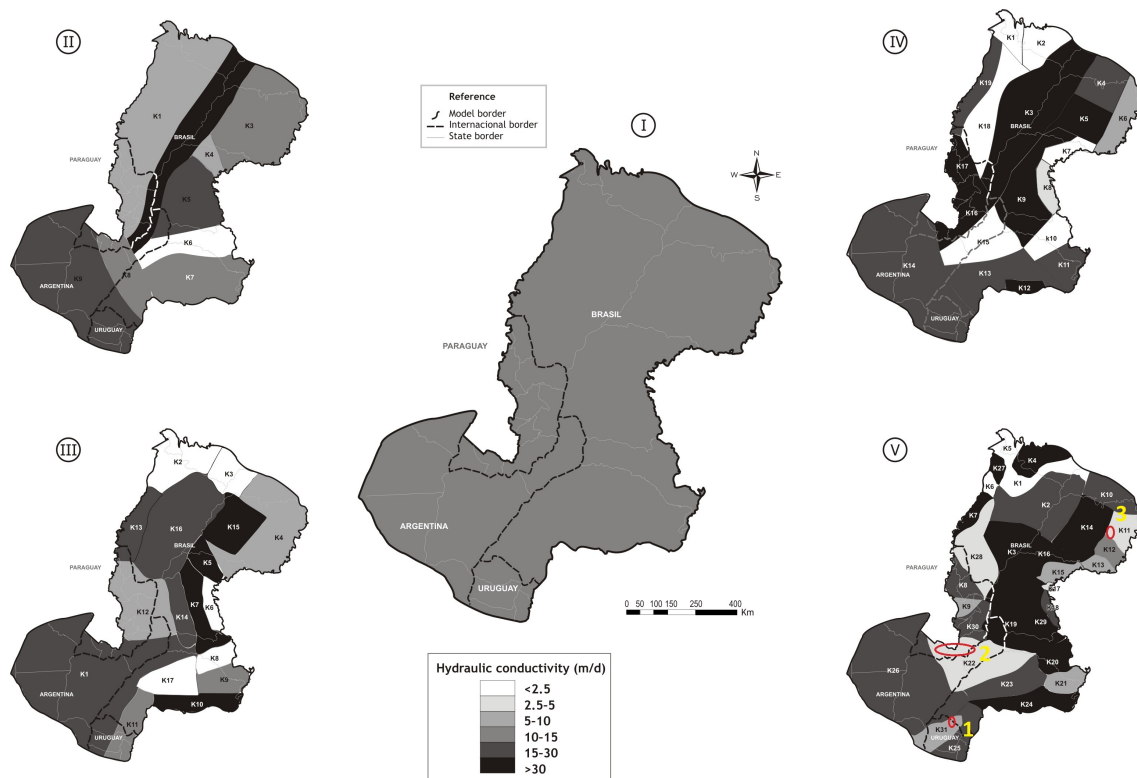 II
K1
BRASIL
K3
K4
PARAGUAY
K5
K6
K7
K8
K9
ARGENTINA
URUGUAY
Reference
Model border
Internacional border
State border
I
N
W E
S
BRASIL
PARAGUAY
ARGENTINA
URUGUAY
0 50 100 150 250 400
Km
IV
K1
K2
K19
K4
K3
K5
K6
BRASIL
K18
K7
PARAGUAY
K17
K8
K9
K16
K15
k10
K14
K11
ARGENTINA
K13
K12
URUGUAY
III
K2
K3
K13
K16
K15
K4
BRASIL
K5
PARAGUAY
K12
K14
K7
K6
K1
K8
K17
K9
ARGENTINA
K10
K11
URUGUAY
Hydraulic conductivity (m/d)
<2.5
2.5-5
5-10
10-15
15-30
>30
V
K5
K4
K27
K6
K1
K10
K2
K7
3
K14
K11
BRASIL
K16
K12
K3
K28
K13
K15
PARAGUAY
K8
K9
K30
K19
K29
2
K22
K20
K26
K23
K21
ARGENTINA
K24
K31
1
URUGUAY
K25